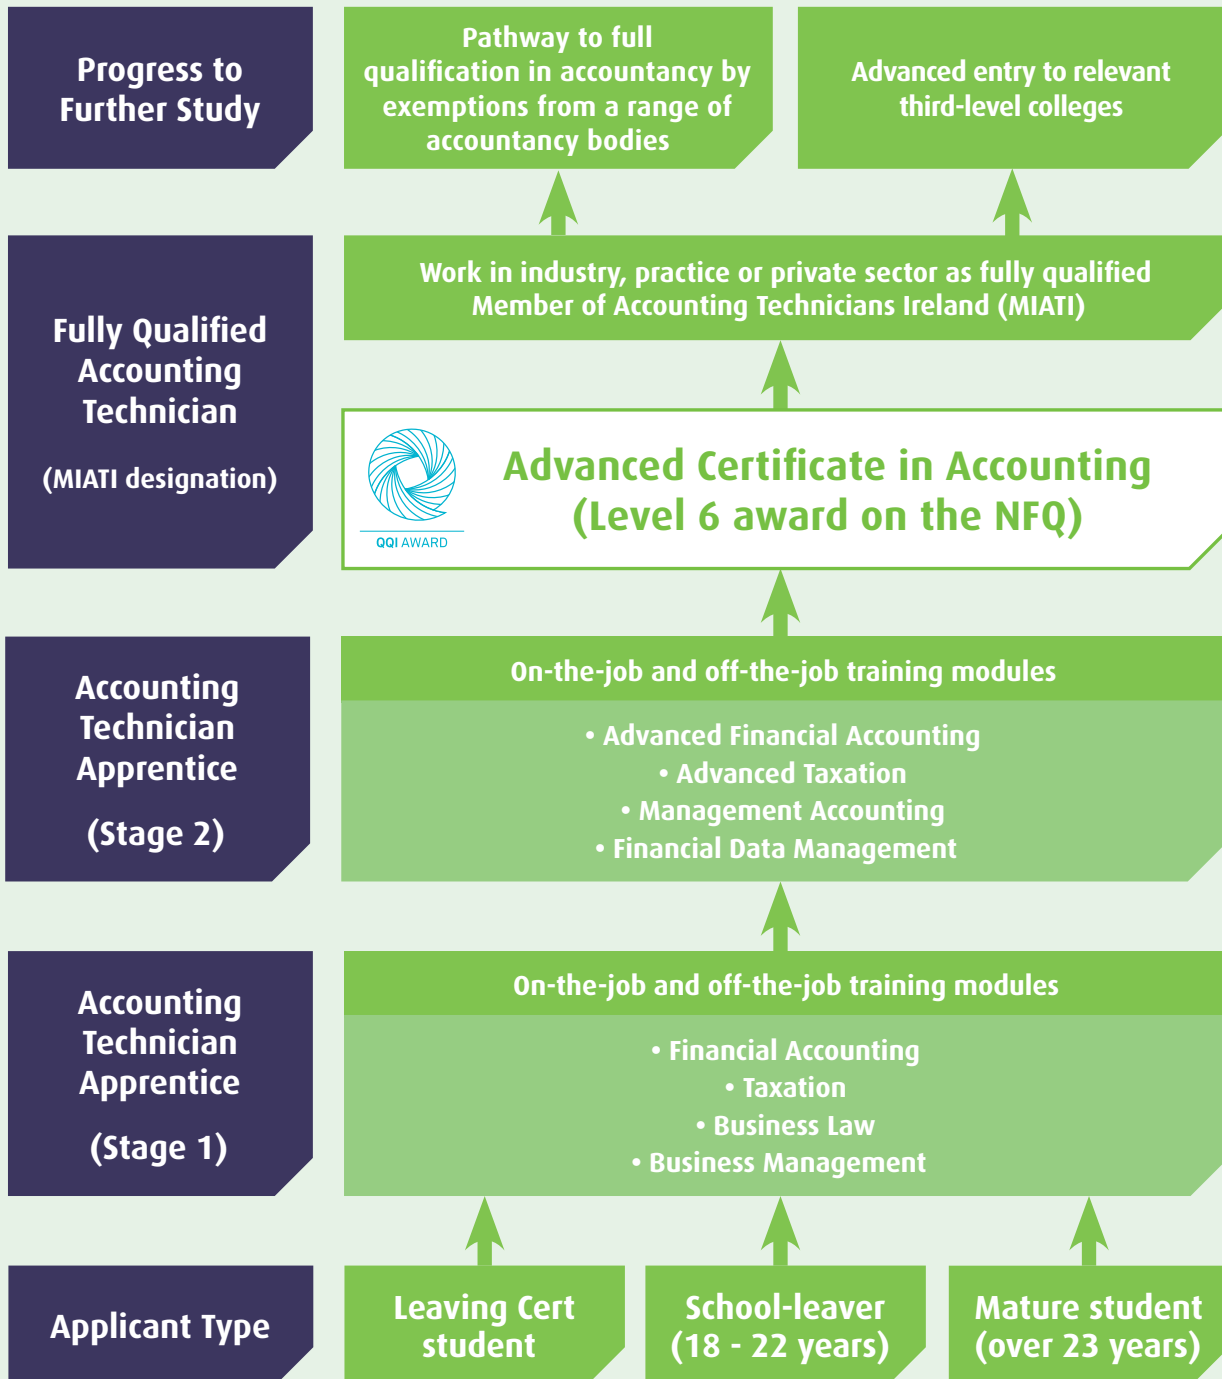 Progress to
Further Study
Pathway to full
qualification in accountancy by
exemptions from a range of
accountancy bodies
Advanced entry to relevant
third-level colleges
Fully Qualified
Accounting
Technician
(MIATI designation)
Work in industry, practice or private sector as fully qualified
Member of Accounting Technicians Ireland (MIATI)
QQI AWARD
Advanced Certificate in Accounting
(Level 6 award on the NFQ)
Accounting
Technician
Apprentice
(Stage 2)
On-the-job and off-the-job training modules
• Advanced Financial Accounting
• Advanced Taxation
• Management Accounting
• Financial Data Management
Accounting
Technician
Apprentice
(Stage 1)
On-the-job and off-the-job training modules
• Financial Accounting
• Taxation
• Business Law
• Business Management
Applicant Type
Leaving Cert
student
School-leaver
(18 - 22 years)
Mature student
(over 23 years)